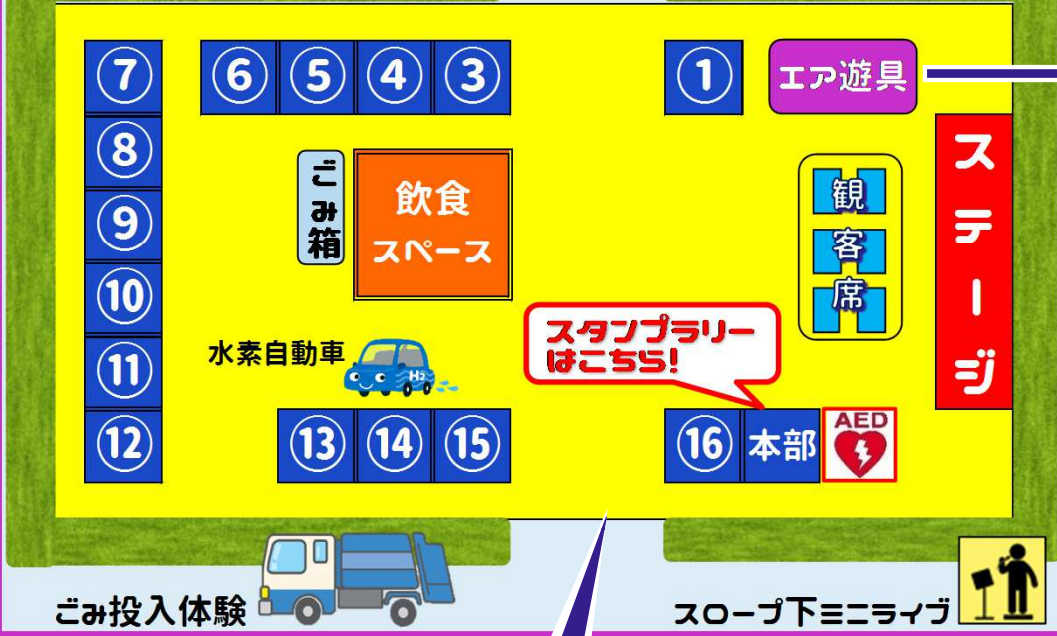 ⑦
⑥
⑤
④
③
①
エア遊具
⑧
⑨
⑩
⑪
⑫
ごみ箱
飲食
スペース
観
客
席
ステージ
水素自動車
H2
スタンプラリー
はこちら!
⑬
⑭
⑮
⑯
本部
AED
ごみ投入体験
スロープ下ミニライブ